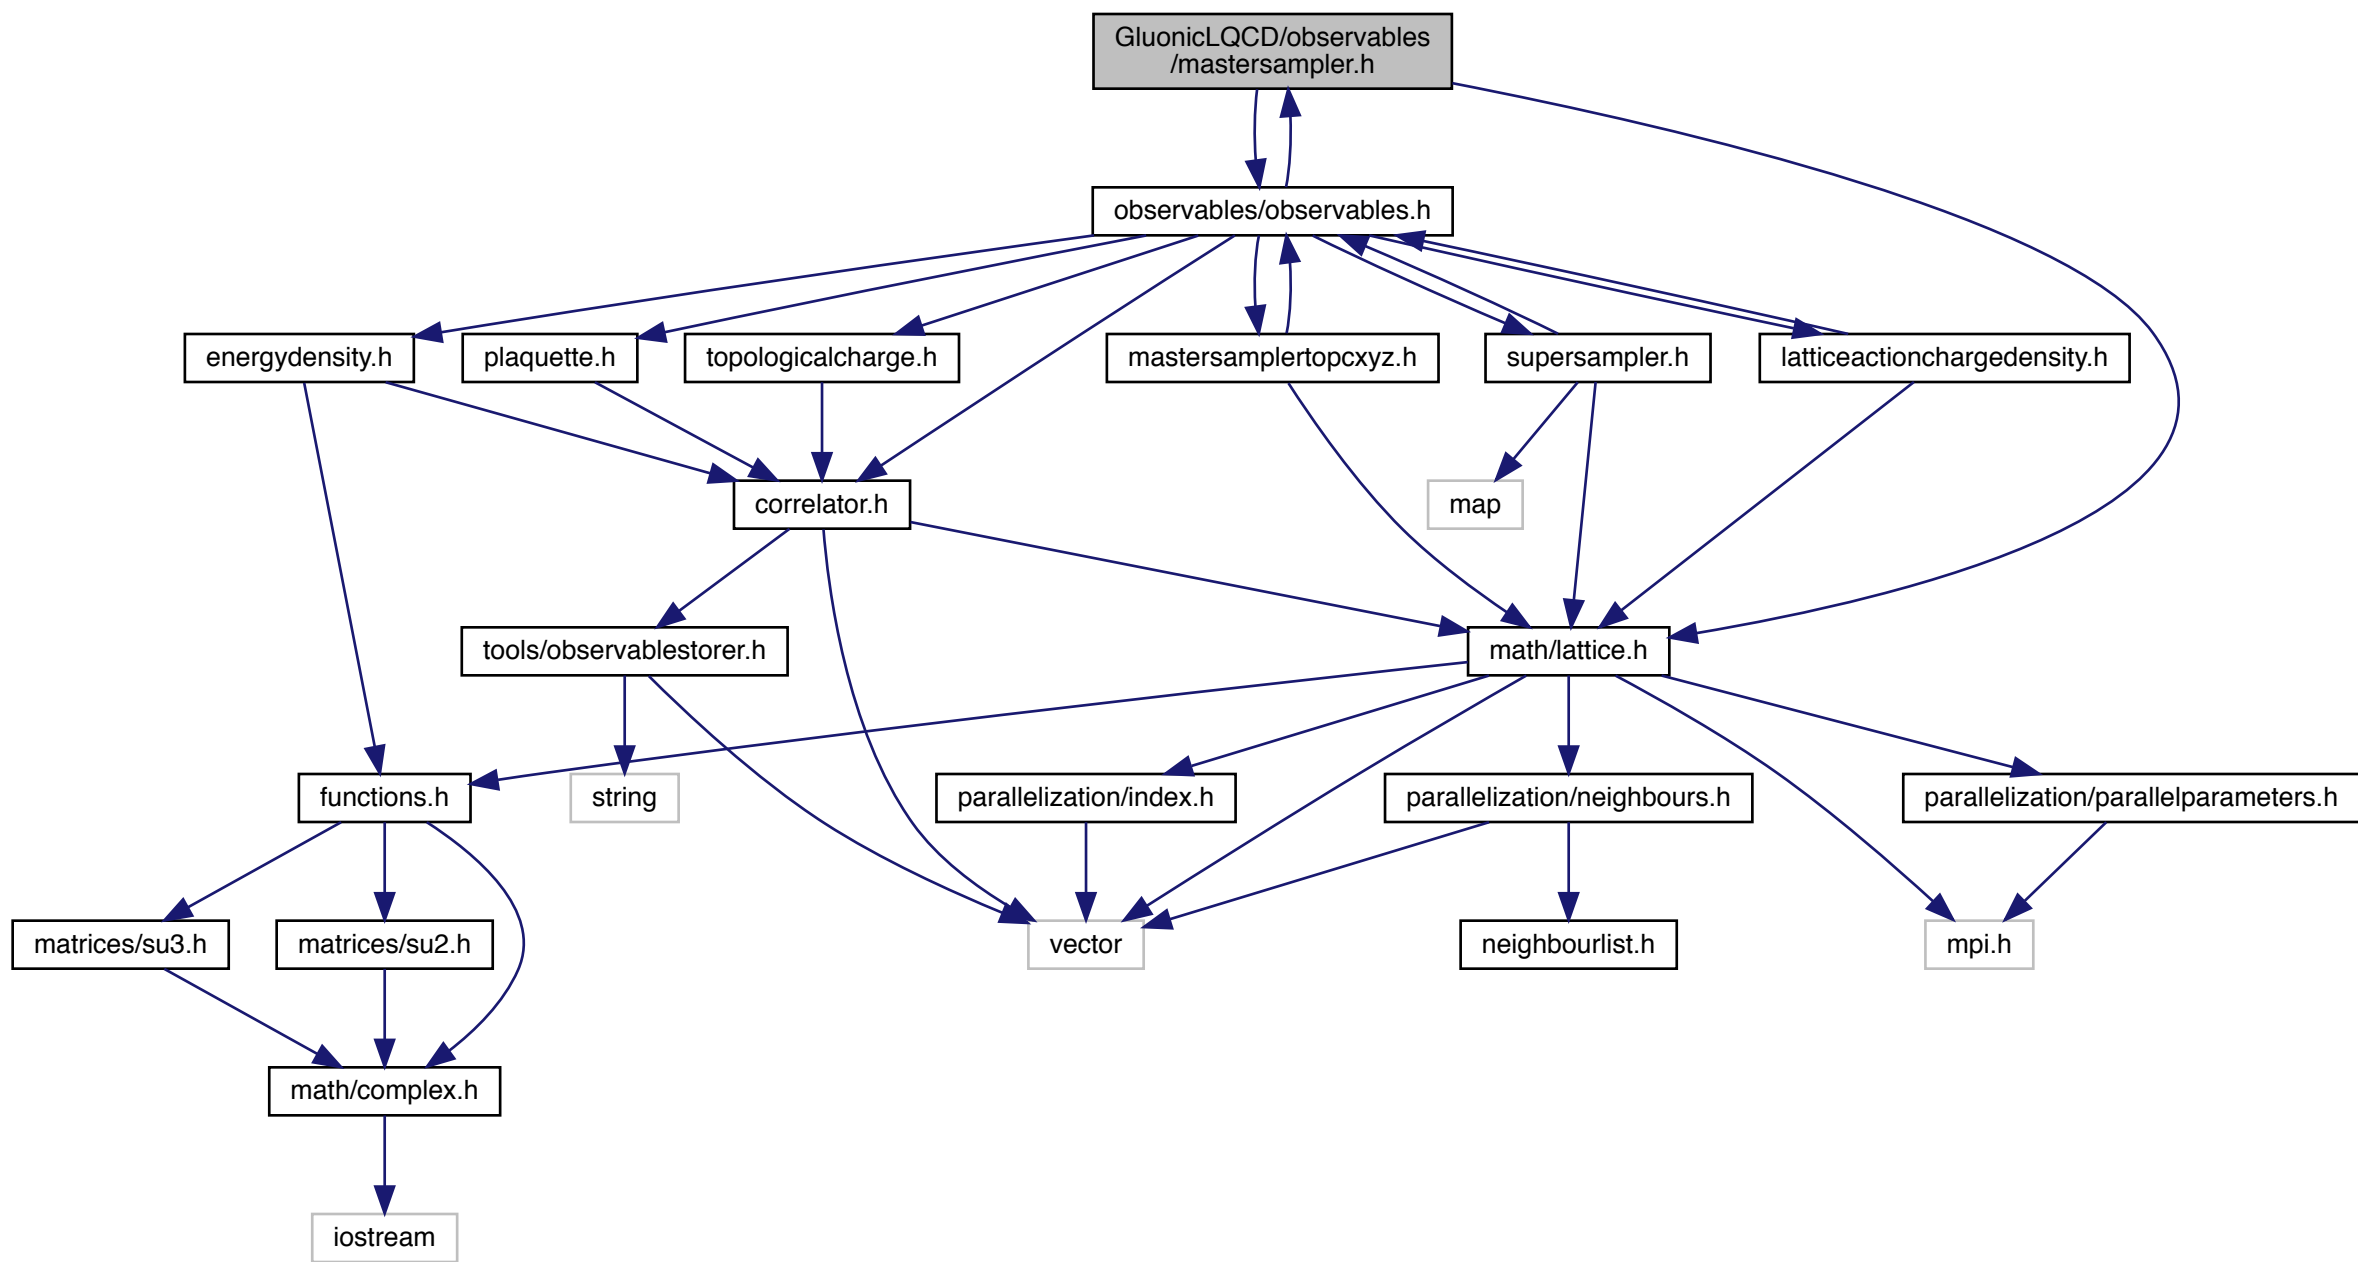 GluonicLQCD/observables
/mastersampler.h
observables/observables.h
energydensity.h
plaquette.h
topologicalcharge.h
mastersamplertopcxyz.h
supersampler.h
latticeactionchargedensity.h
correlator.h
map
tools/observablestorer.h
math/lattice.h
functions.h
string
parallelization/index.h
parallelization/neighbours.h
parallelization/parallelparameters.h
matrices/su3.h
matrices/su2.h
vector
neighbourlist.h
mpi.h
math/complex.h
iostream